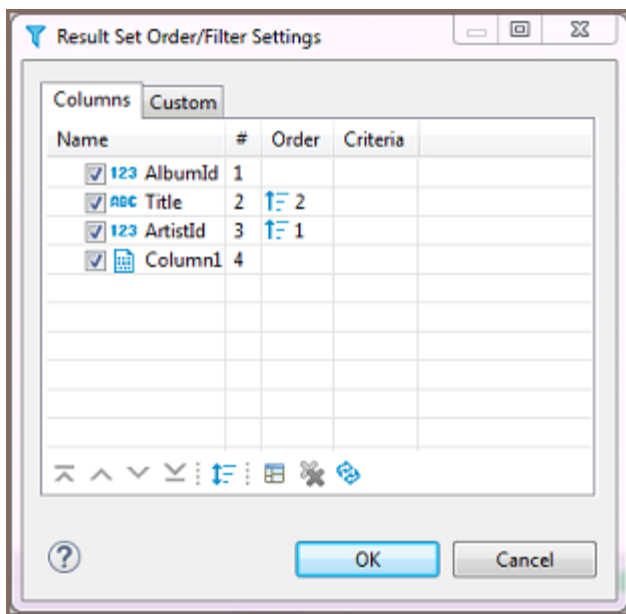 Result Set Order/Filter Settings
Columns Custom
Name # Order Criteria
123 AlbumId 1
ABC Title 2 2
123 ArtistId 3 1
Column1 4
?
OK Cancel